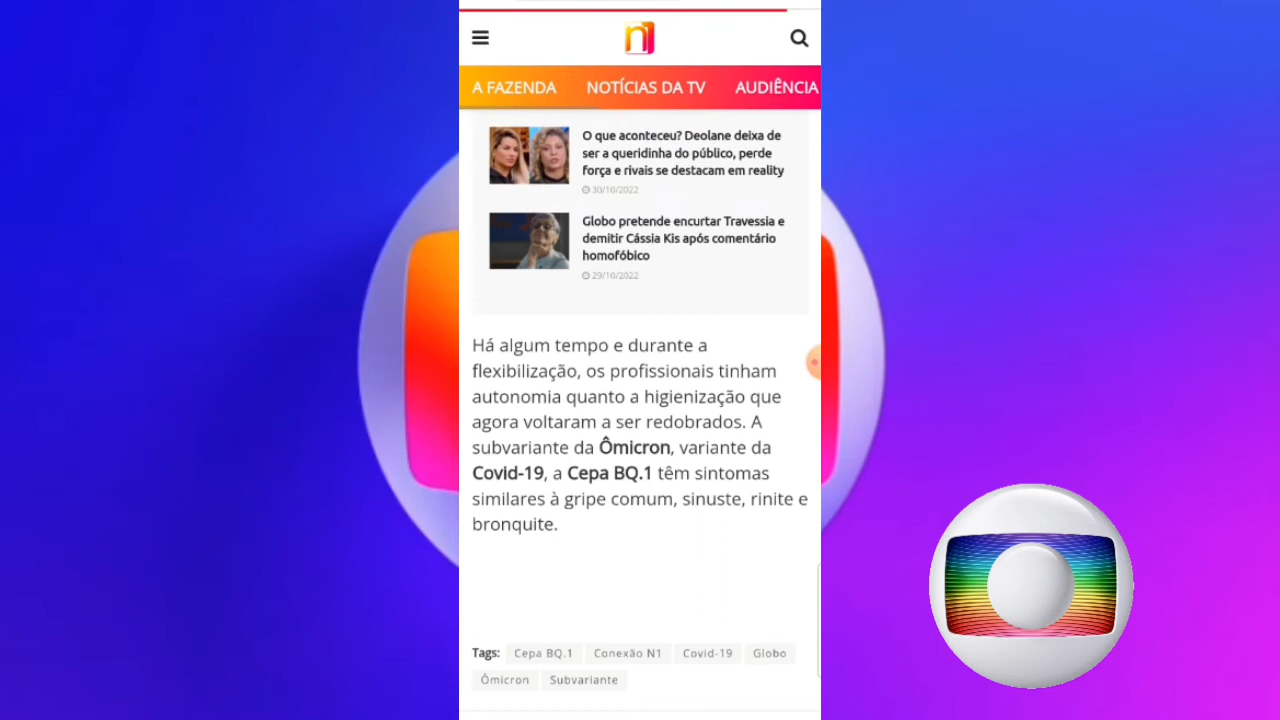 n1
A FAZENDA NOTÍCIAS DA TV AUDIÊNCIA
O que aconteceu? Deolane deixa de
ser a queridinha do público, perde
força e rivais se destacam em reality
30/10/2022
Globo pretende encurtar Travessia e
demitir Cássia Kis após comentário
homofóbico
29/10/2022
Há algum tempo e durante a
flexibilização, os profissionais tinham
autonomia quanto a higienização que
agora voltaram a ser redobrados. A
subvariante da Ômicron, variante da
Covid-19, a Cepa BQ.1 têm sintomas
similares à gripe comum, sinuste, rinite e
bronquite.
Tags: Cepa BQ.1 Conexão N1 Covid-19 Globo
Ômicron Subvariante